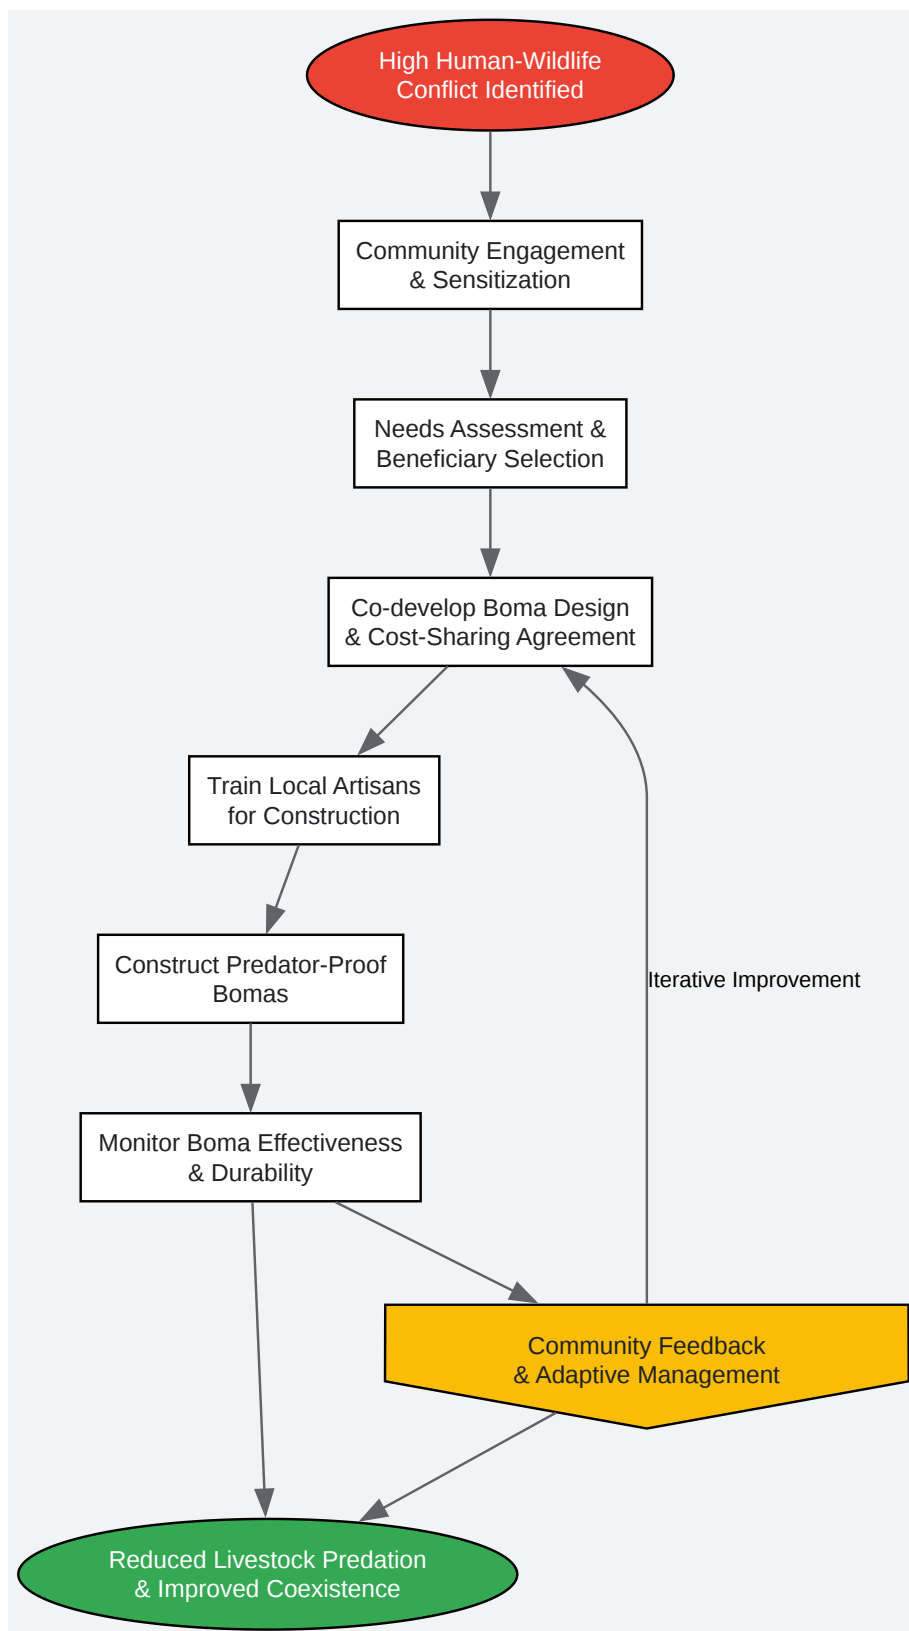 High Human-Wildlife
Conflict Identified
Community Engagement
& Sensitization
Needs Assessment &
Beneficiary Selection
Co-develop Boma Design
& Cost-Sharing Agreement
Train Local Artisans
for Construction
Construct Predator-Proof
Bomas
Iterative Improvement
Monitor Boma Effectiveness
& Durability
Community Feedback
& Adaptive Management
Reduced Livestock Predation
& Improved Coexistence